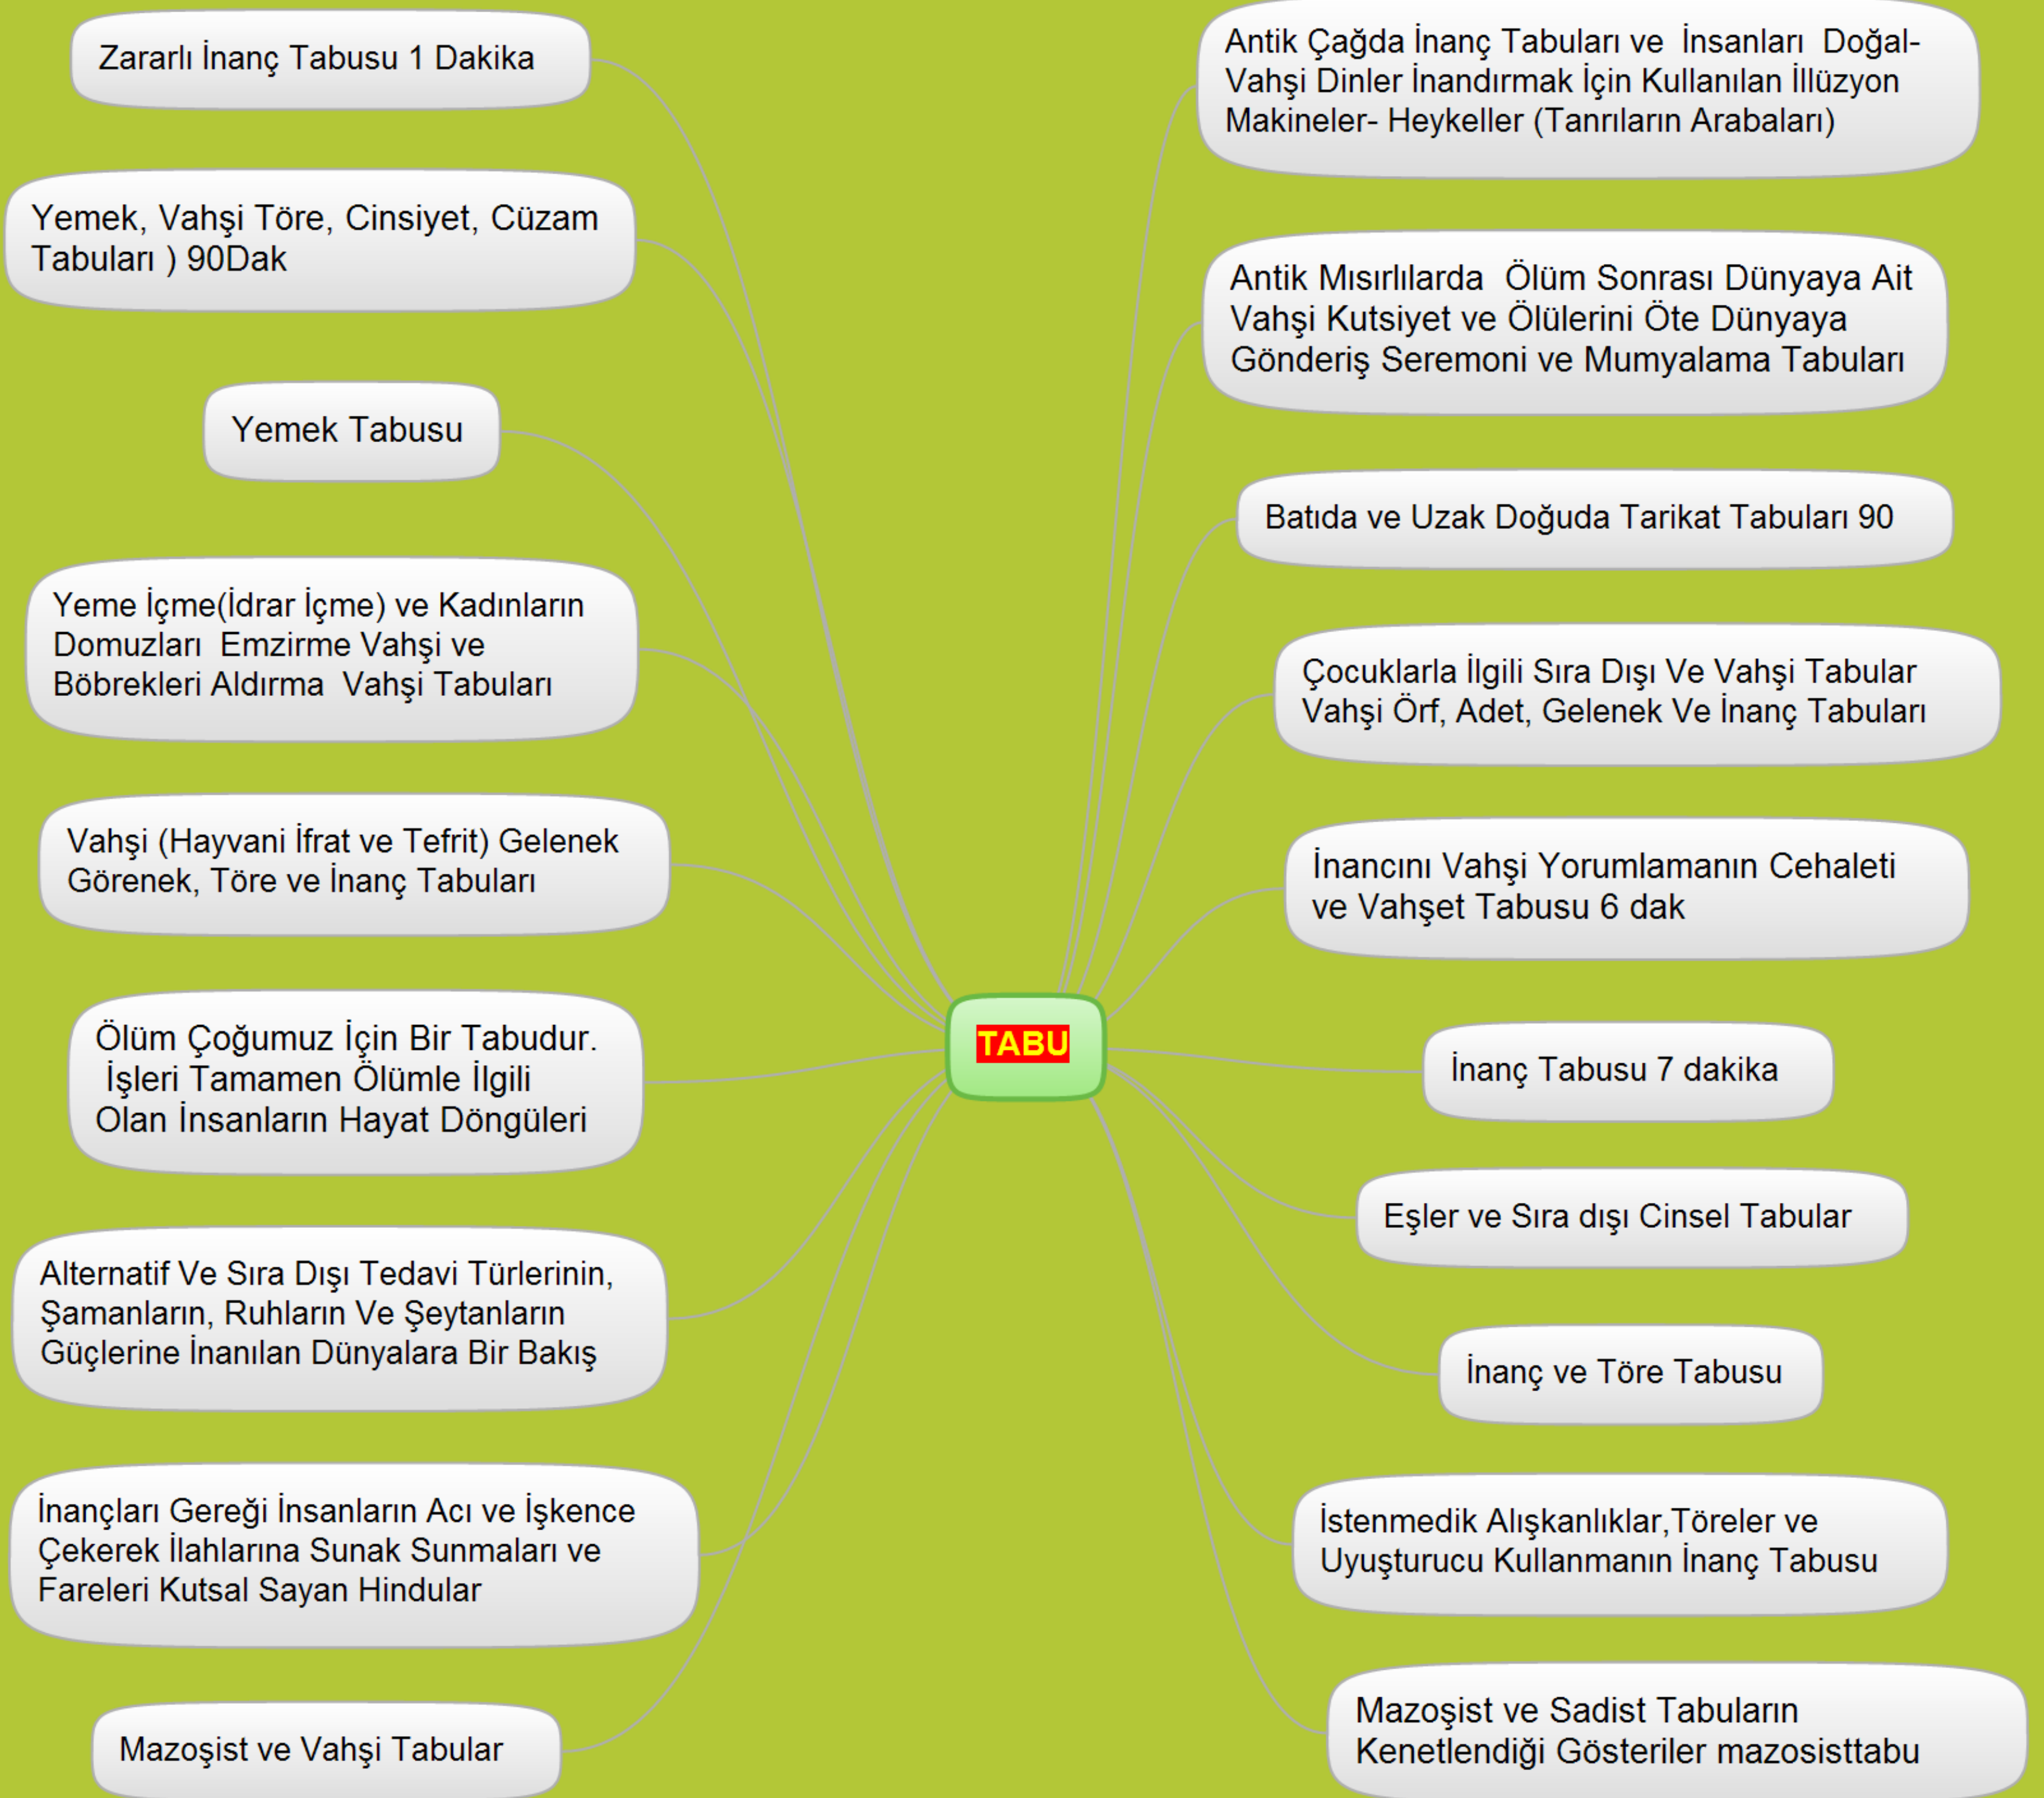 Zararlı İnanç Tabusu 1 Dakika
Yemek, Vahşi Töre, Cinsiyet, Cüzam
Tabuları ) 90Dak
Yemek Tabusu
Yeme İçme(İdrar İçme) ve Kadınların
Domuzları  Emzirme Vahşi ve
Böbrekleri Aldırma  Vahşi Tabuları
Vahşi (Hayvani İfrat ve Tefrit) Gelenek
Görenek, Töre ve İnanç Tabuları
Ölüm Çoğumuz İçin Bir Tabudur.
İşleri Tamamen Ölümle İlgili
Olan İnsanların Hayat Döngüleri
Alternatif Ve Sıra Dışı Tedavi Türlerinin,
Şamanların, Ruhların Ve Şeytanların
Güçlerine İnanılan Dünyalara Bir Bakış
İnançları Gereği İnsanların Acı ve İşkence
Çekerek İlahlarına Sunak Sunmaları ve
Fareleri Kutsal Sayan Hindular
Mazoşist ve Vahşi Tabular
TABU
Antik Çağda İnanç Tabuları ve  İnsanları  Doğal-
Vahşi Dinler İnandırmak İçin Kullanılan İllüzyon
Makineler- Heykeller (Tanrıların Arabaları)
Antik Mısırlılarda  Ölüm Sonrası Dünyaya Ait
Vahşi Kutsiyet ve Ölülerini Öte Dünyaya
Gönderiş Seremoni ve Mumyalama Tabuları
Batıda ve Uzak Doğuda Tarikat Tabuları 90
Çocuklarla İlgili Sıra Dışı Ve Vahşi Tabular
Vahşi Örf, Adet, Gelenek Ve İnanç Tabuları
İnancını Vahşi Yorumlamanın Cehaleti
ve Vahşet Tabusu 6 dak
İnanç Tabusu 7 dakika
Eşler ve Sıra dışı Cinsel Tabular
İnanç ve Töre Tabusu
İstenmedik Alışkanlıklar,Töreler ve
Uyuşturucu Kullanmanın İnanç Tabusu
Mazoşist ve Sadist Tabuların
Kenetlendiği Gösteriler mazosisttabu